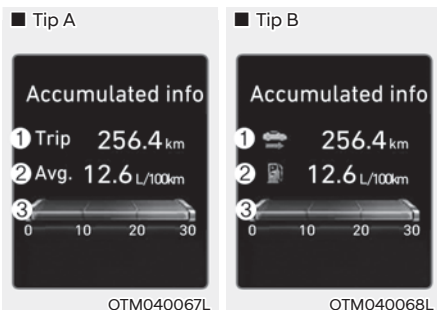 ■ Tip A
Accumulated info
① Trip 256.4 km
② Avg. 12.6 L/100km
③
0 10 20 30
OTM040067L
■ Tip B
Accumulated info
① 256.4 km
② 12.6 L/100km
③
0 10 20 30
OTM040068L